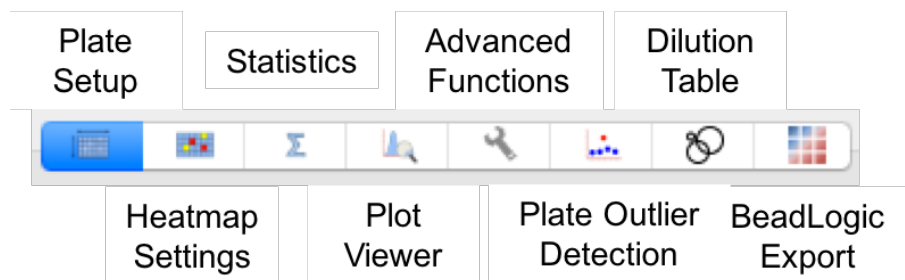 Plate
Setup
Statistics
Advanced
Functions
Dilution
Table
Heatmap
Settings
Plot
Viewer
Plate Outlier
Detection
BeadLogic
Export